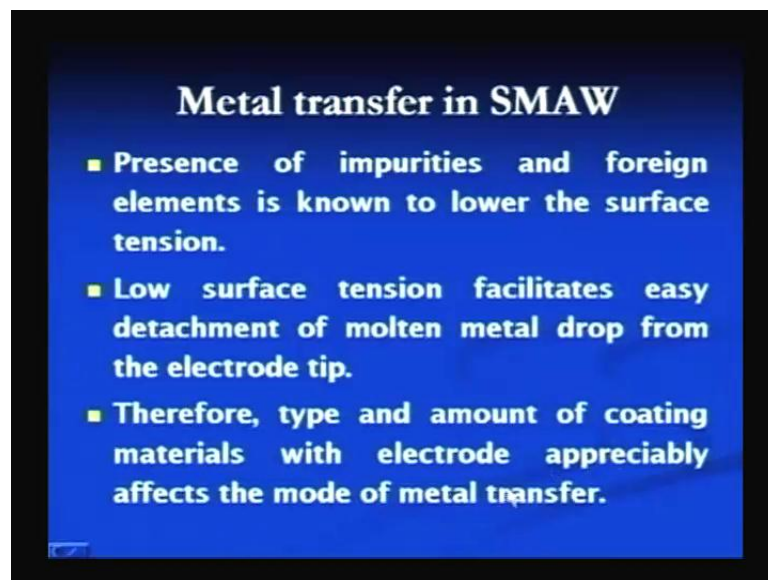 Metal transfer in SMAW
Presence of impurities and foreign
elements is known to lower the surface
tension.
Low surface tension facilitates easy
detachment of molten metal drop from
the electrode tip.
Therefore, type and amount of coating
materials with electrode appreciably
affects the mode of metal transfer.